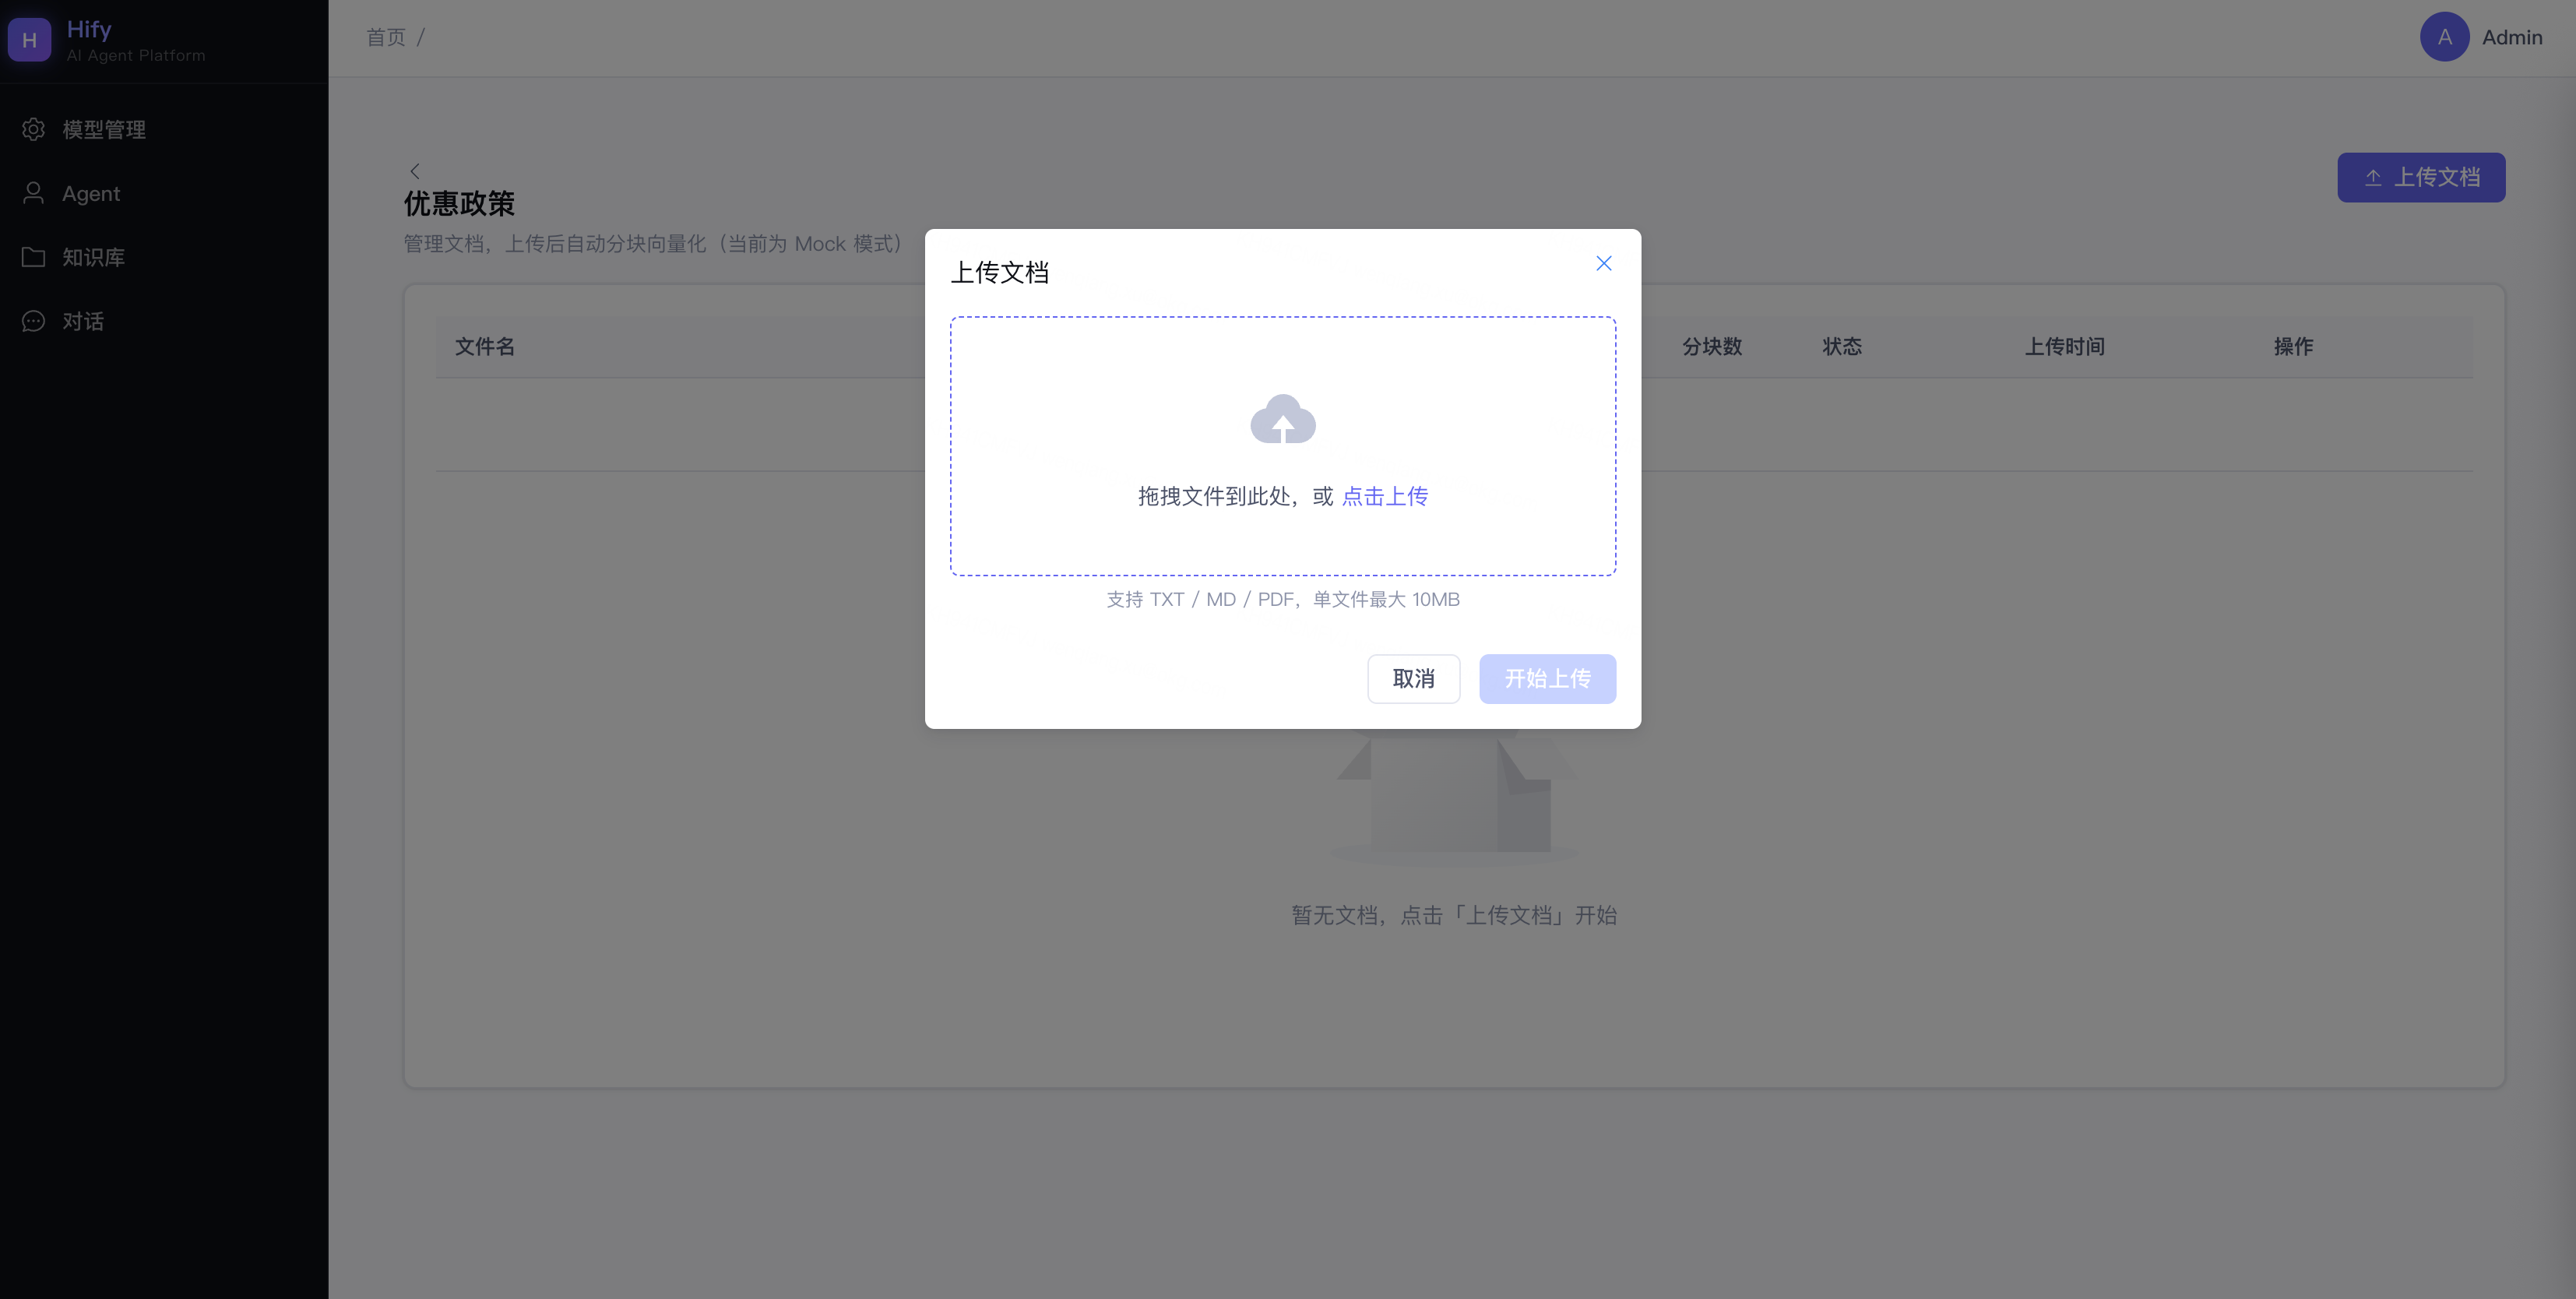 H
Hify
AI Agent Platform
模型管理
Agent
知识库
对话
首页 /
A
Admin
优惠政策
上传文档
管理文档，上传后自动分块向量化（当前为 Mock 模式）
文件名
分块数
状态
上传时间
操作
上传文档
拖拽文件到此处，或 点击上传
支持 TXT / MD / PDF，单文件最大 10MB
取消
开始上传
暂无文档，点击「上传文档」开始